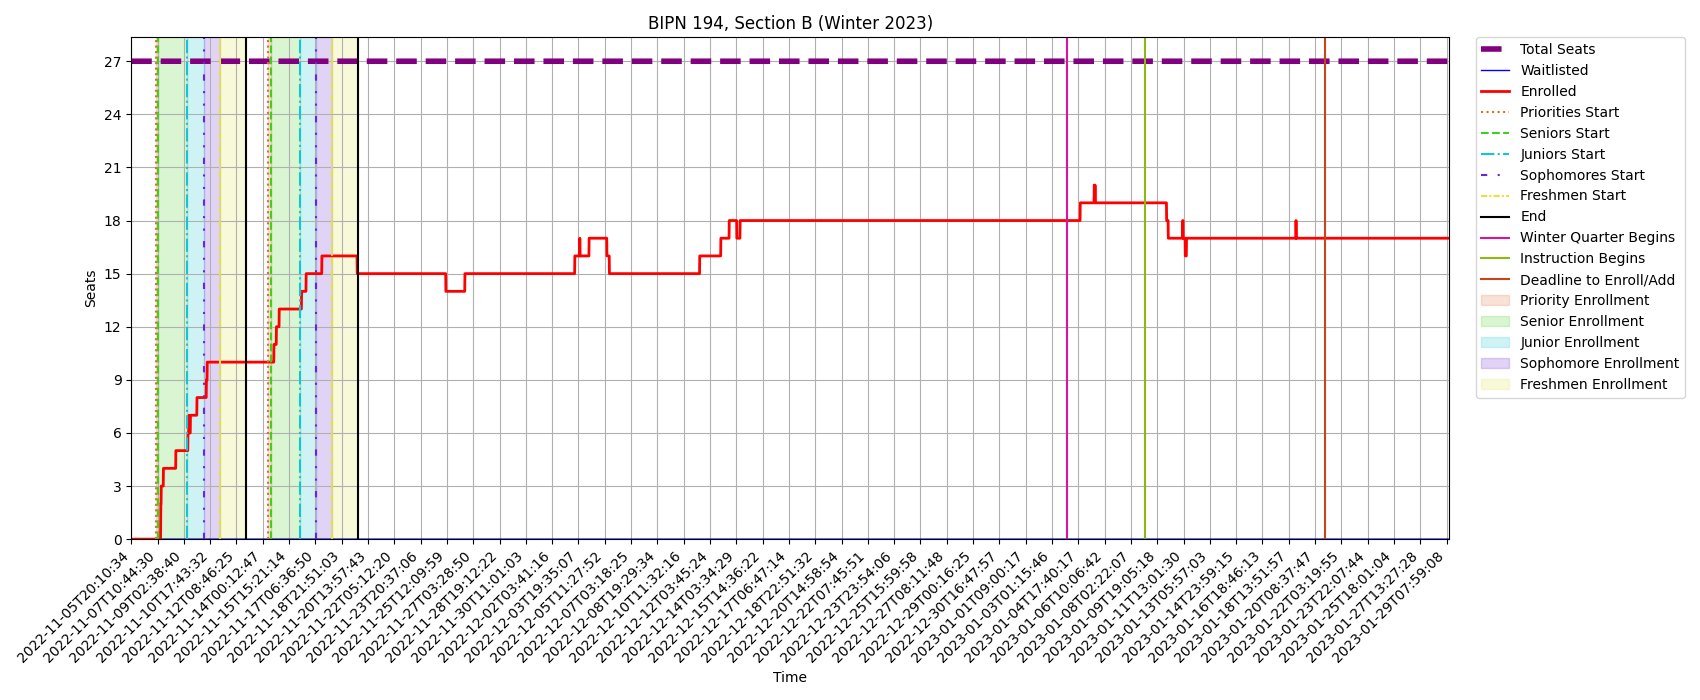 BIPN 194, Section B (Winter 2023)
27
24
21
18
15
12
9
6
3
0
Seats
2022-11-05T20:10:34
2022-11-07T10:44:30
2022-11-09T02:38:40
2022-11-10T17:43:32
2022-11-12T08:46:25
2022-11-14T00:12:47
2022-11-15T15:21:14
2022-11-17T06:36:50
2022-11-18T21:51:03
2022-11-20T13:57:43
2022-11-22T05:12:20
2022-11-23T20:37:06
2022-11-25T12:09:59
2022-11-27T03:28:50
2022-11-28T19:12:22
2022-11-30T11:01:03
2022-12-02T03:41:16
2022-12-03T19:35:07
2022-12-05T11:27:52
2022-12-07T03:18:25
2022-12-08T19:29:34
2022-12-10T11:32:16
2022-12-12T03:45:24
2022-12-14T03:34:29
2022-12-15T14:36:22
2022-12-17T06:47:14
2022-12-18T22:51:32
2022-12-20T14:58:54
2022-12-22T07:45:51
2022-12-23T23:54:06
2022-12-25T15:59:58
2022-12-27T08:11:48
2022-12-29T00:16:25
2022-12-30T16:47:57
2023-01-01T09:00:17
2023-01-03T01:15:46
2023-01-04T17:40:17
2023-01-06T10:06:42
2023-01-08T02:22:07
2023-01-09T19:05:18
2023-01-11T13:01:30
2023-01-13T05:57:03
2023-01-14T23:59:15
2023-01-16T18:46:13
2023-01-18T13:51:57
2023-01-20T08:37:47
2023-01-22T03:19:55
2023-01-23T22:07:44
2023-01-25T18:01:04
2023-01-27T13:27:28
2023-01-29T07:59:08
Time
Total Seats
Waitlisted
Enrolled
Priorities Start
Seniors Start
Juniors Start
Sophomores Start
Freshmen Start
End
Winter Quarter Begins
Instruction Begins
Deadline to Enroll/Add
Priority Enrollment
Senior Enrollment
Junior Enrollment
Sophomore Enrollment
Freshmen Enrollment